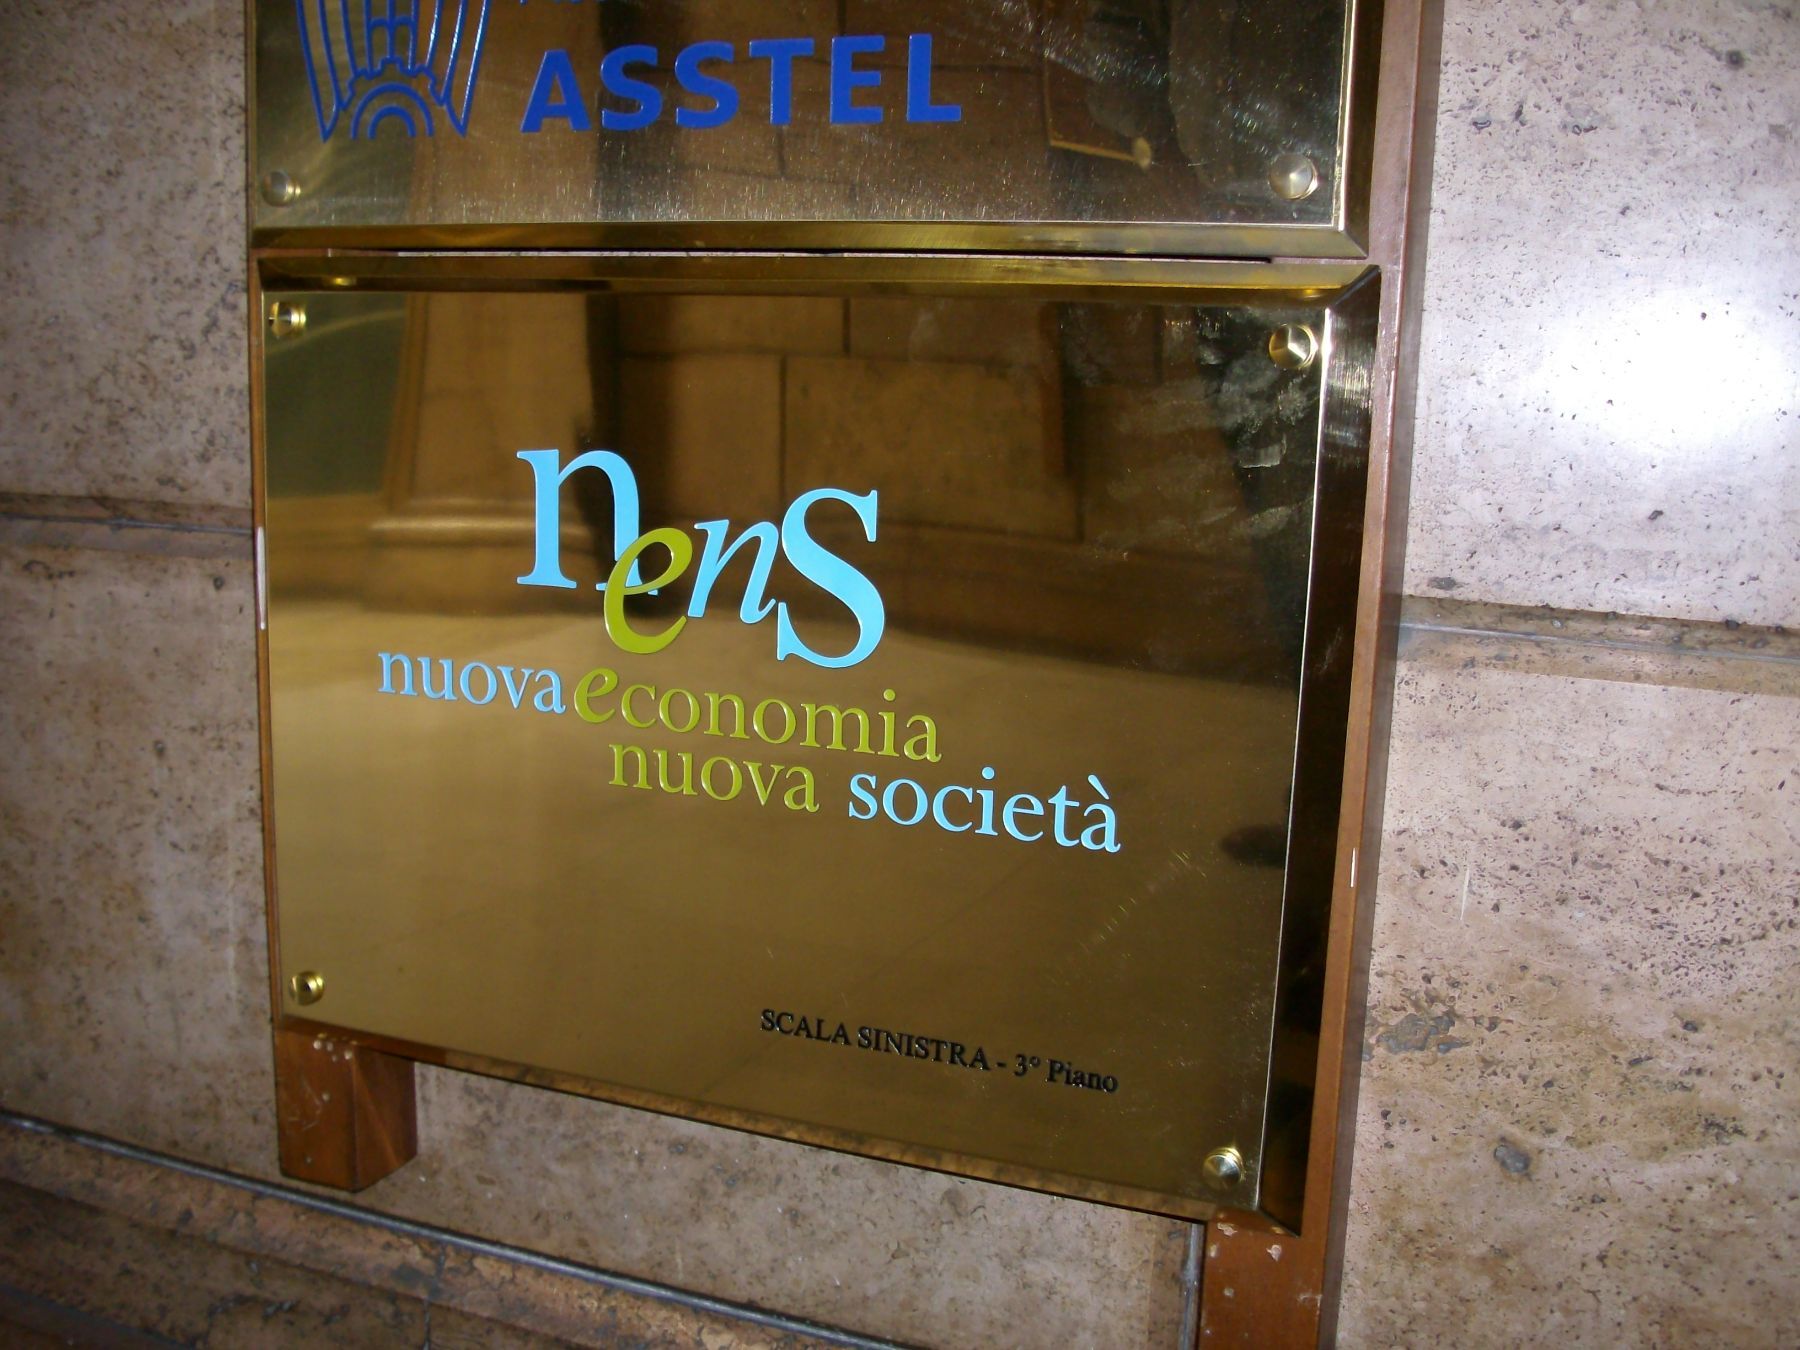 ASSTEL
nens
nuova economia
nuova società
SCALA SINISTRA - 3° Piano